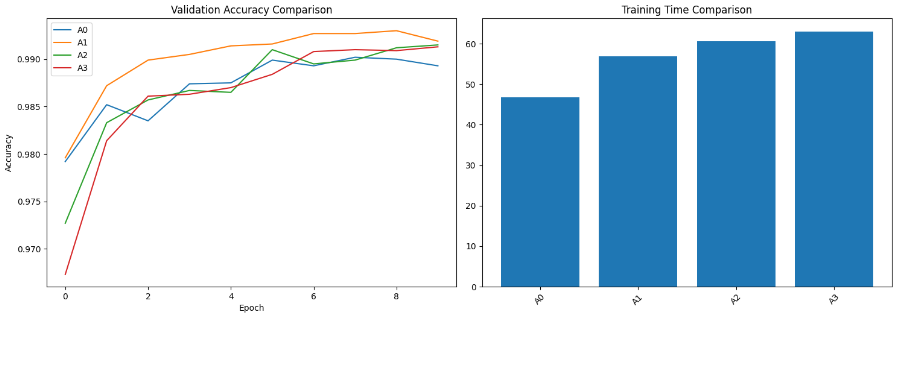 Validation Accuracy Comparison
A0
A1
A2
A3
0.990
0.985
0.980
0.975
0.970
Accuracy
0
2
4
6
8
Epoch
Training Time Comparison
60
50
40
30
20
10
0
A0
A1
A2
A3